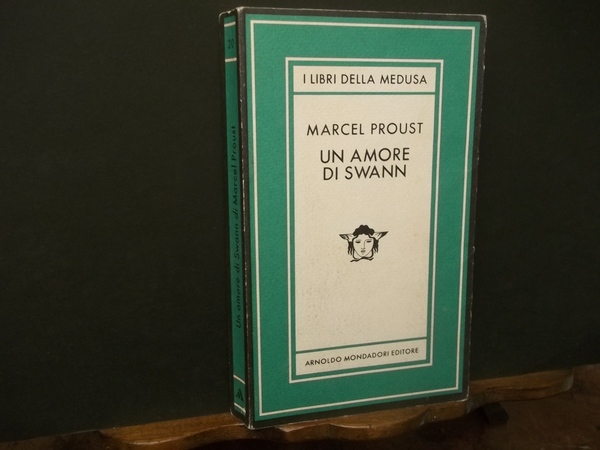 I LIBRI DELLA MEDUSA
MARCEL PROUST
UN AMORE
DI SWANN
ARNOLDO MONDADORI EDITORE
Un amore di Swann di Marcel Proust